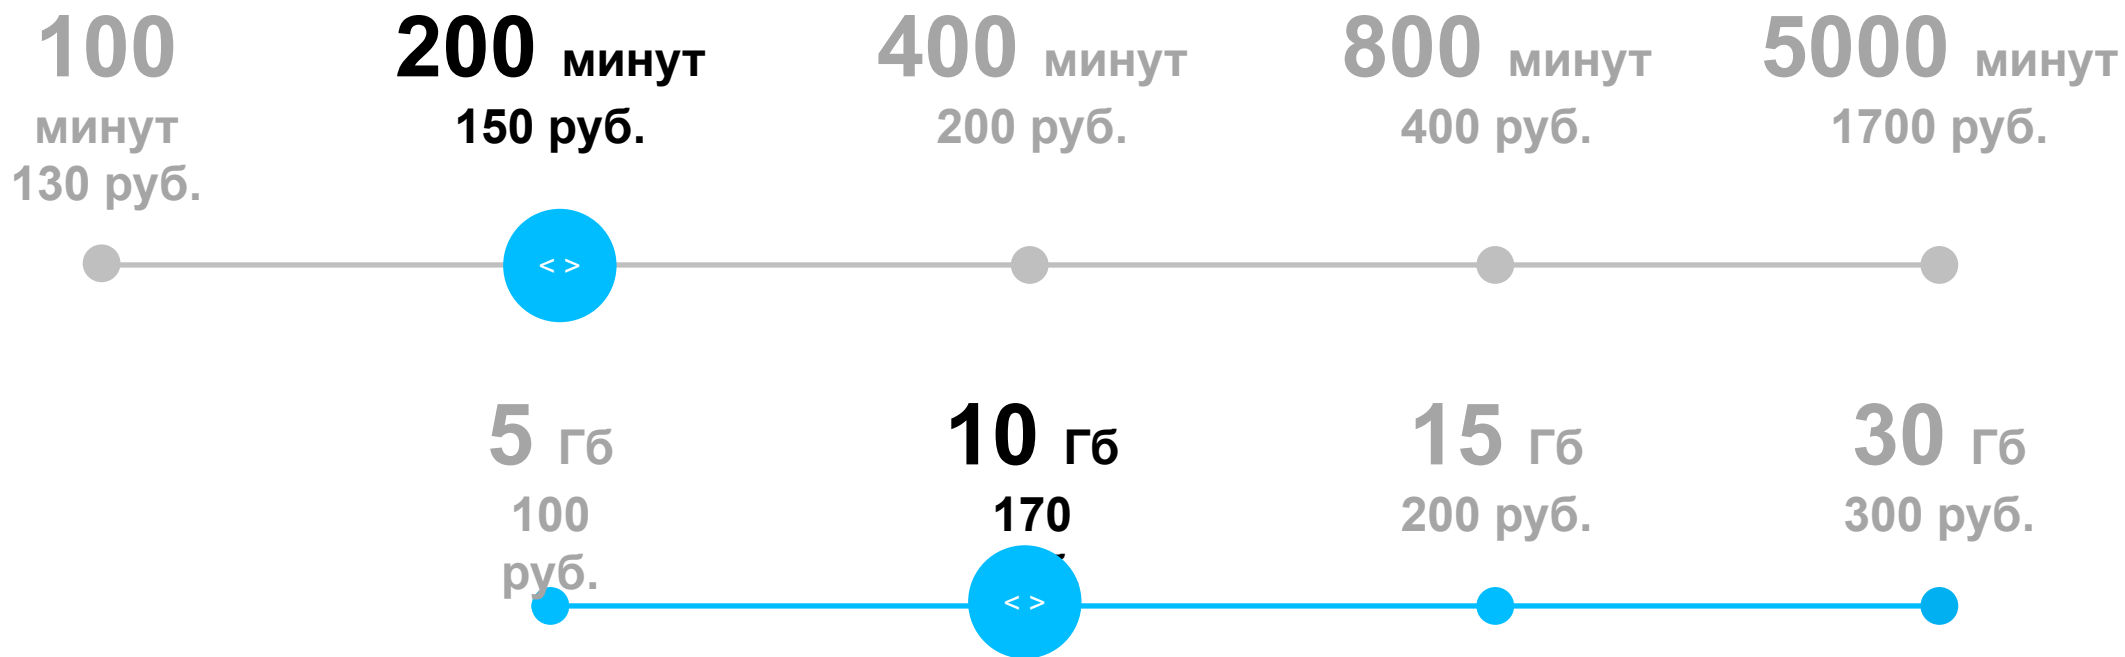 100 200 минут 400 минут 800 минут 5000 минут
минут 150 руб. 200 руб. 400 руб. 1700 руб.
130 руб.
< >
5 Гб 10 Гб 15 Гб 30 Гб
100 170 200 руб. 300 руб.
руб.
< >